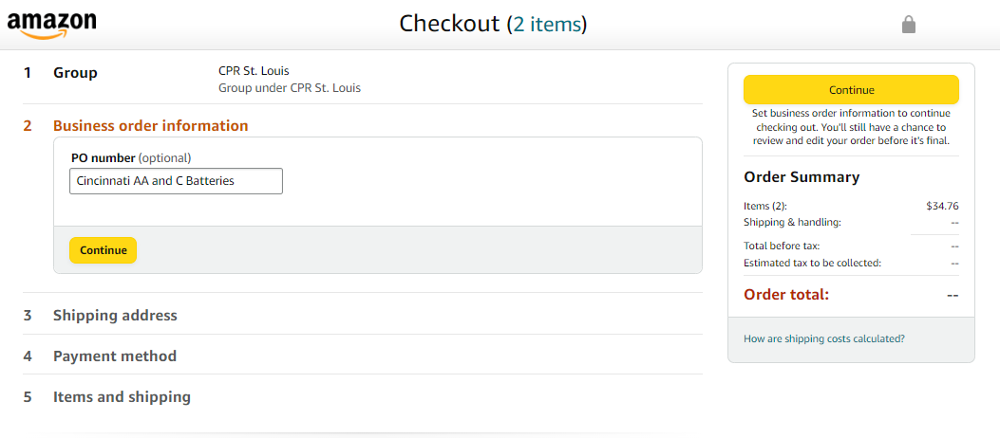 amazon
Checkout (2 items)
1 Group
CPR St. Louis
Group under CPR St. Louis
2 Business order information
PO number (optional)
Cincinnati AA and C Batteries
Continue
3 Shipping address
4 Payment method
5 Items and shipping
Continue
Set business order information to continue
checking out. You'll still have a chance to
review and edit your order before it's final.
Order Summary
Items (2): $34.76
Shipping & handling: --
Total before tax: --
Estimated tax to be collected: --
Order total: --
How are shipping costs calculated?